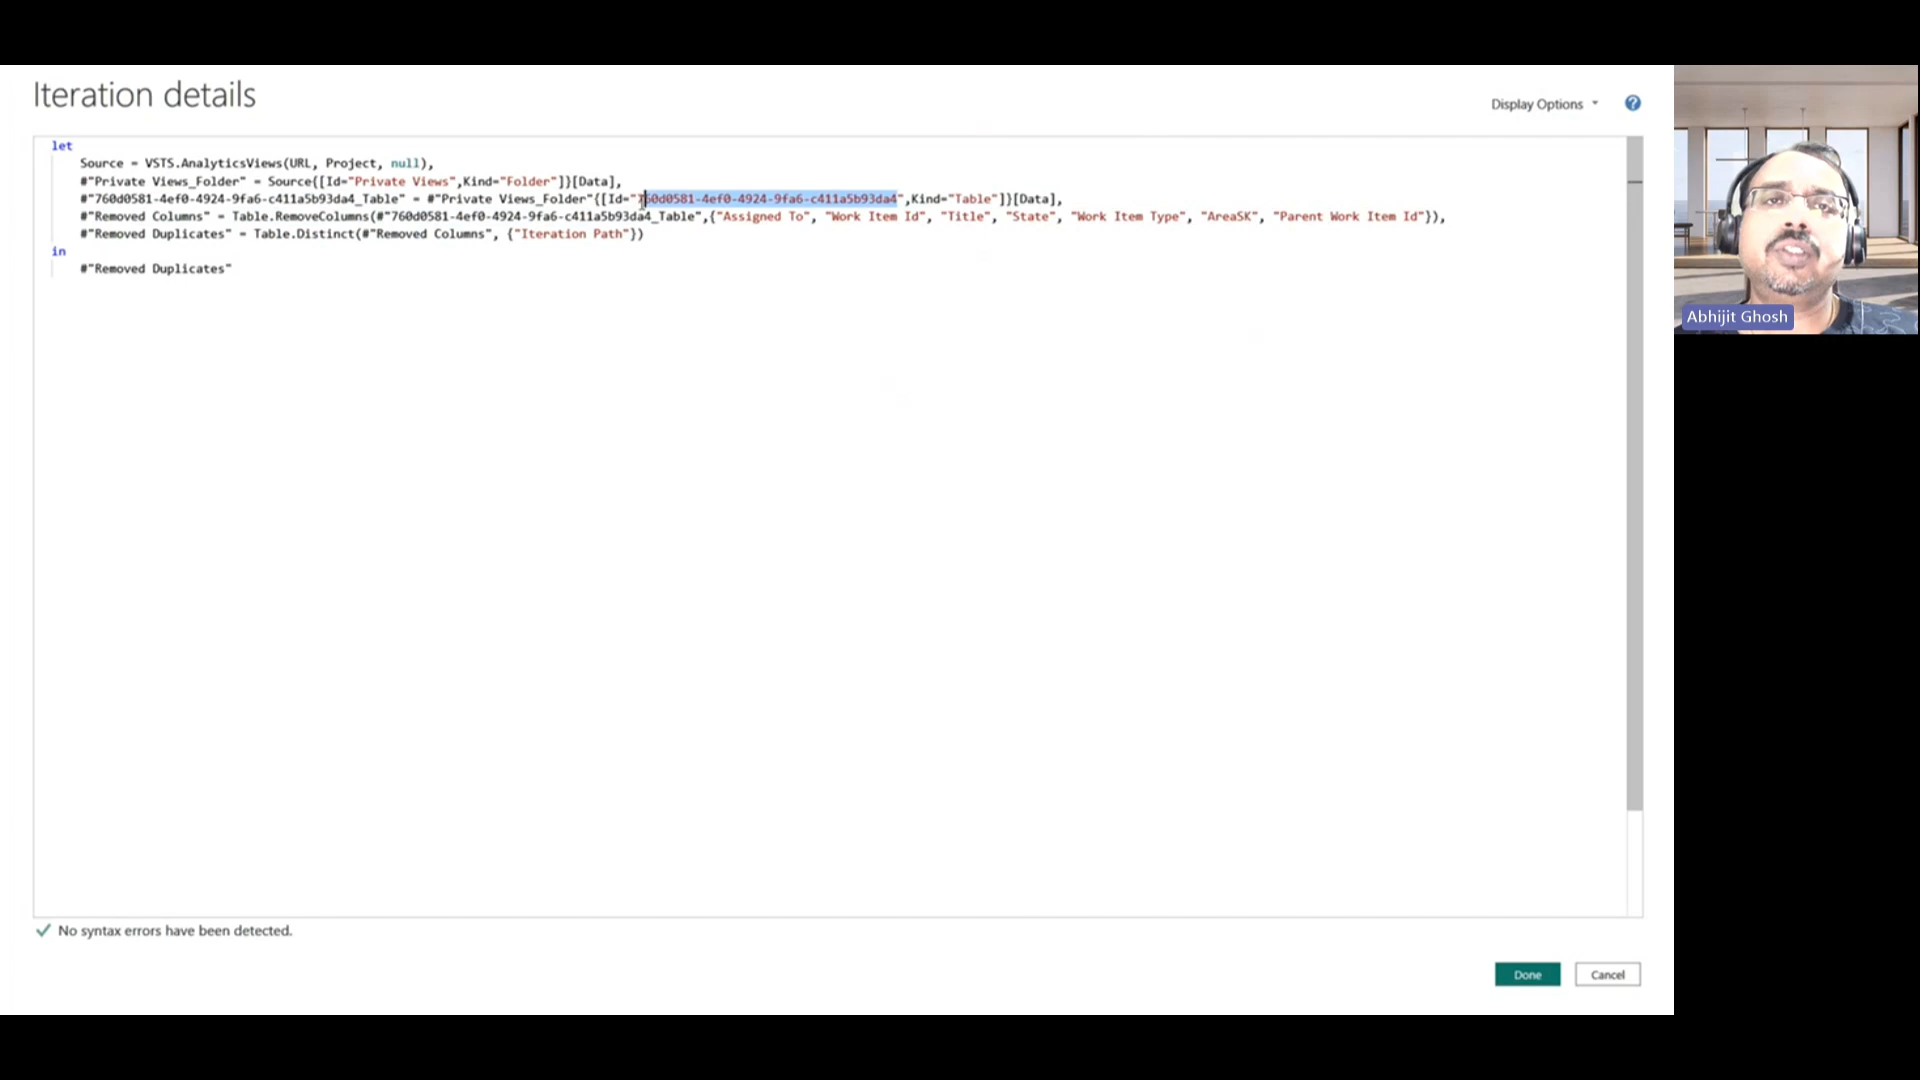 Iteration details
Display Options
?
let
Source = VSTS.AnalyticsViews(URL, Project, null),
#"Private Views_Folder" = Source{[Id="Private Views",Kind="Folder"]}[Data],
#"760d0581-4ef0-4924-9fa6-c411a5b93da4_Table" = #"Private Views_Folder"{[Id="760d0581-4ef0-4924-9fa6-c411a5b93da4",Kind="Table"]}[Data],
#"Removed Columns" = Table.RemoveColumns(#"760d0581-4ef0-4924-9fa6-c411a5b93da4_Table",{"Assigned To", "Work Item Id", "Title", "State", "Work Item Type", "AreaSK", "Parent Work Item Id"}),
#"Removed Duplicates" = Table.Distinct(#"Removed Columns", {"Iteration Path"})
in
#"Removed Duplicates"
No syntax errors have been detected.
Done
Cancel
Abhijit Ghosh